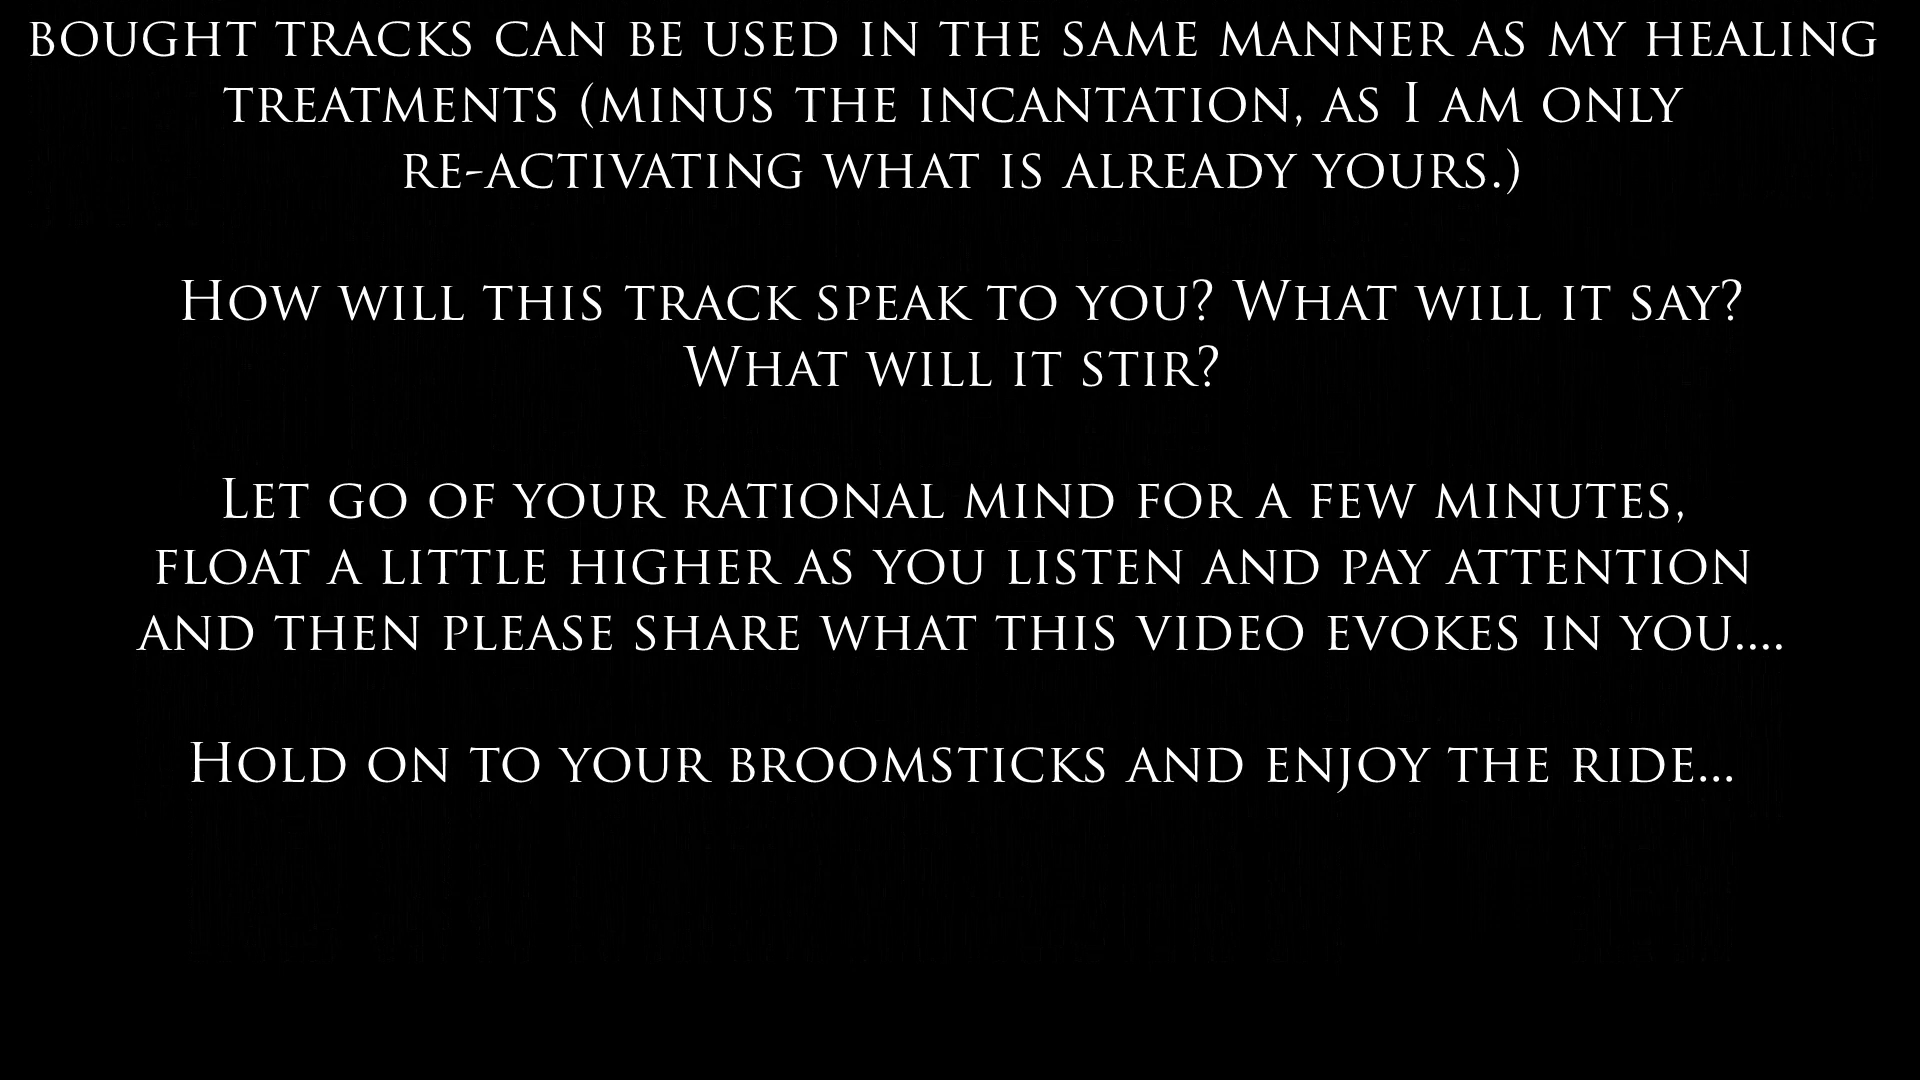 BOUGHT TRACKS CAN BE USED IN THE SAME MANNER AS MY HEALING
TREATMENTS (MINUS THE INCANTATION, AS I AM ONLY
RE-ACTIVATING WHAT IS ALREADY YOURS.)
HOW WILL THIS TRACK SPEAK TO YOU? WHAT WILL IT SAY?
WHAT WILL IT STIR?
LET GO OF YOUR RATIONAL MIND FOR A FEW MINUTES,
FLOAT A LITTLE HIGHER AS YOU LISTEN AND PAY ATTENTION
AND THEN PLEASE SHARE WHAT THIS VIDEO EVOKES IN YOU....
HOLD ON TO YOUR BROOMSTICKS AND ENJOY THE RIDE...